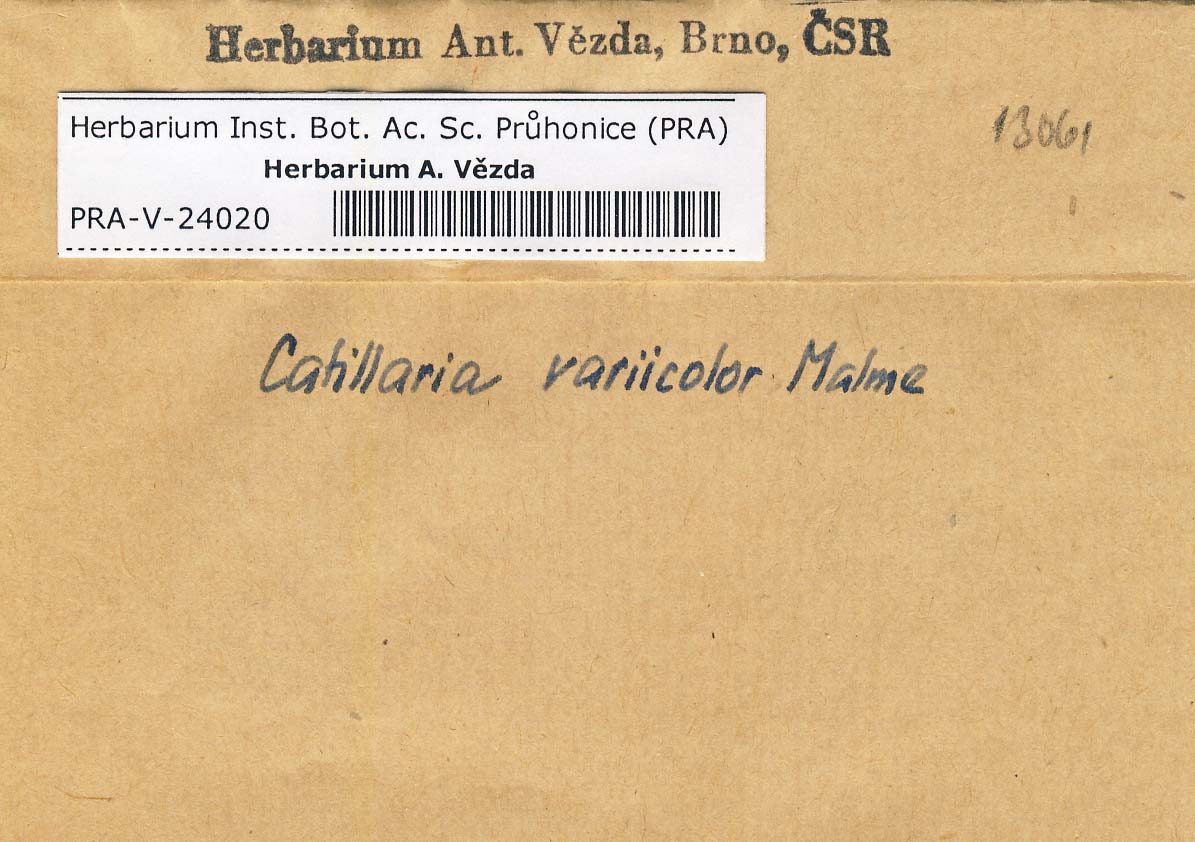 Herbarium Ant. Vězda, Brno, ČSR
Herbarium Inst. Bot. Ac. Sc. Průhonice (PRA)
Herbarium A. Vězda
PRA-V-24020
13061
Catillaria variicolor Malme